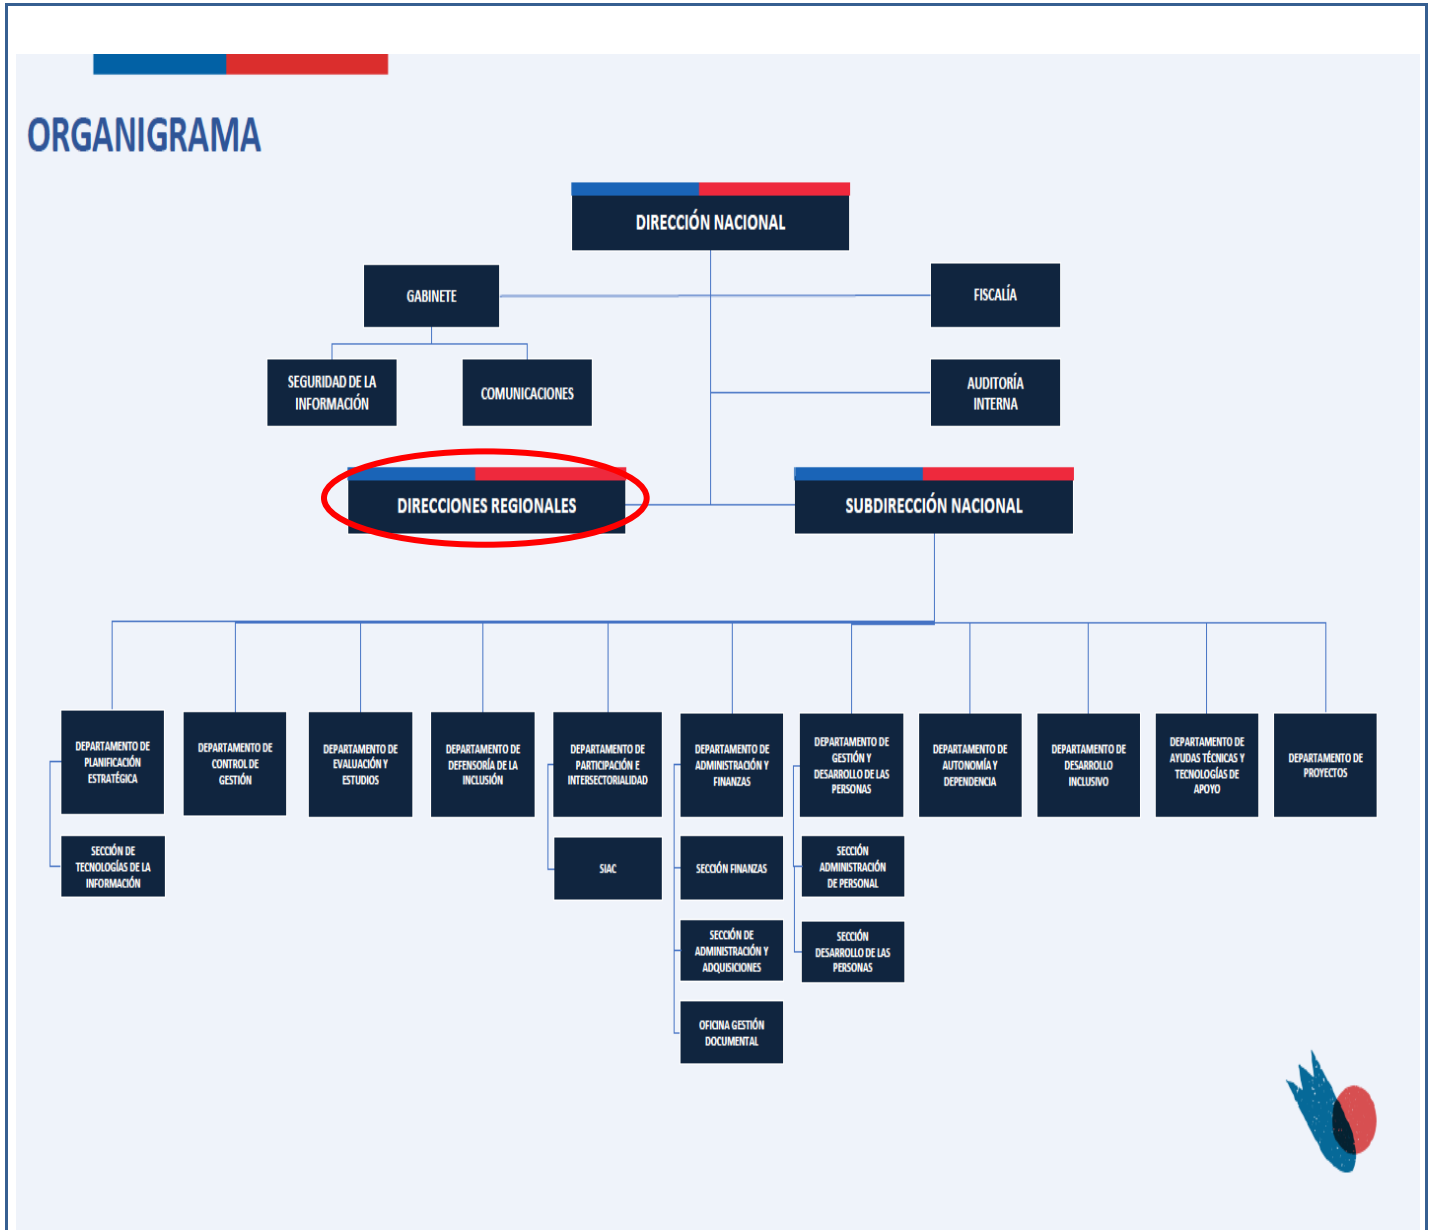 ORGANIGRAMA
DIRECCIÓN NACIONAL
GABINETE
FISCALÍA
SEGURIDAD DE LA
INFORMACIÓN
COMUNICACIONES
AUDITORÍA
INTERNA
DIRECCIONES REGIONALES
SUBDIRECCIÓN NACIONAL
DEPARTAMENTO DE
PLANIFICACIÓN
ESTRATÉGICA
DEPARTAMENTO DE
CONTROL DE
GESTIÓN
DEPARTAMENTO DE
EVALUACIÓN Y
ESTUDIOS
DEPARTAMENTO DE
DEFENSORÍA DE LA
INCLUSIÓN
DEPARTAMENTO DE
PARTICIPACIÓN E
INTERSECTORIALIDAD
DEPARTAMENTO DE
ADMINISTRACIÓN Y
FINANZAS
DEPARTAMENTO DE
GESTIÓN Y
DESARROLLO DE LAS
PERSONAS
DEPARTAMENTO DE
AUTONOMÍA Y
DEPENDENCIA
DEPARTAMENTO DE
DESARROLLO
INCLUSIVO
DEPARTAMENTO DE
AYUDAS TÉCNICAS Y
TECNOLOGÍAS DE
APOYO
DEPARTAMENTO DE
PROYECTOS
SECCIÓN DE
TECNOLOGÍAS DE LA
INFORMACIÓN
SIAC
SECCIÓN FINANZAS
SECCIÓN
ADMINISTRACIÓN
DE PERSONAL
SECCIÓN DE
ADMINISTRACIÓN Y
ADQUISICIONES
SECCIÓN
DESARROLLO DE LAS
PERSONAS
OFICINA GESTIÓN
DOCUMENTAL